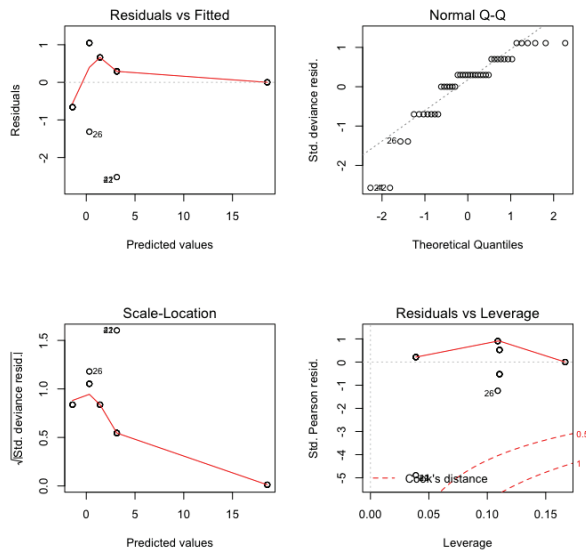 Residuals vs Fitted
Residuals
1
0
-1
-2
26
0 5 10 15
Predicted values
Normal Q-Q
Std. deviance resid.
1
0
-1
-2
26
-2 -1 0 1 2
Theoretical Quantiles
Scale-Location
√|Std. deviance resid.|
1.5
1.0
0.5
0.0
26
0 5 10 15
Predicted values
Residuals vs Leverage
Std. Pearson resid.
1
0
-1
-2
-3
-4
-5
26
0.5
1
Cook's distance
0.00 0.05 0.10 0.15
Leverage